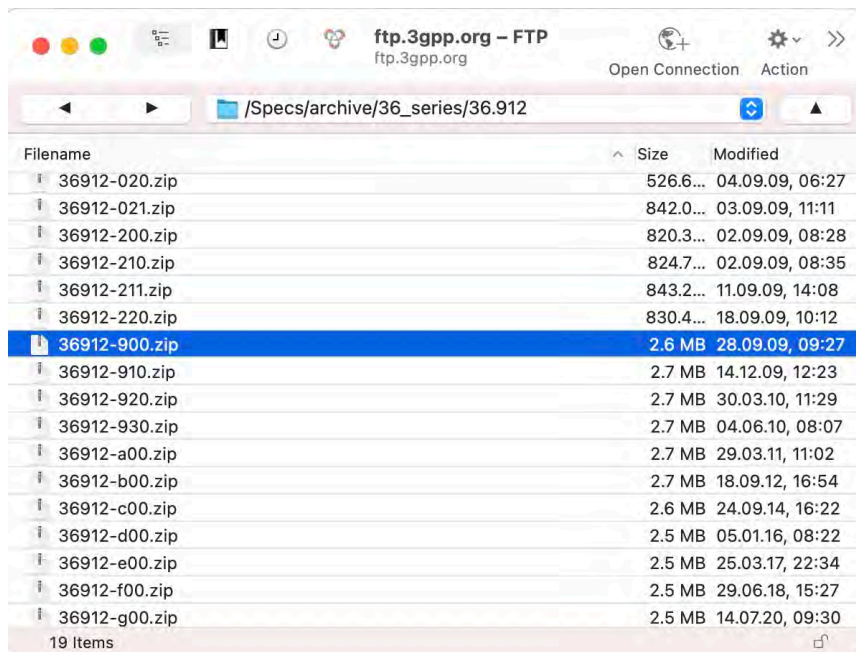 ftp.3gpp.org – FTP
ftp.3gpp.org
Open Connection
Action
/Specs/archive/36_series/36.912
Filename Size Modified
36912-020.zip 526.6... 04.09.09, 06:27
36912-021.zip 842.0... 03.09.09, 11:11
36912-200.zip 820.3... 02.09.09, 08:28
36912-210.zip 824.7... 02.09.09, 08:35
36912-211.zip 843.2... 11.09.09, 14:08
36912-220.zip 830.4... 18.09.09, 10:12
36912-900.zip 2.6 MB 28.09.09, 09:27
36912-910.zip 2.7 MB 14.12.09, 12:23
36912-920.zip 2.7 MB 30.03.10, 11:29
36912-930.zip 2.7 MB 04.06.10, 08:07
36912-a00.zip 2.7 MB 29.03.11, 11:02
36912-b00.zip 2.7 MB 18.09.12, 16:54
36912-c00.zip 2.6 MB 24.09.14, 16:22
36912-d00.zip 2.5 MB 05.01.16, 08:22
36912-e00.zip 2.5 MB 25.03.17, 22:34
36912-f00.zip 2.5 MB 29.06.18, 15:27
36912-g00.zip 2.5 MB 14.07.20, 09:30
19 Items